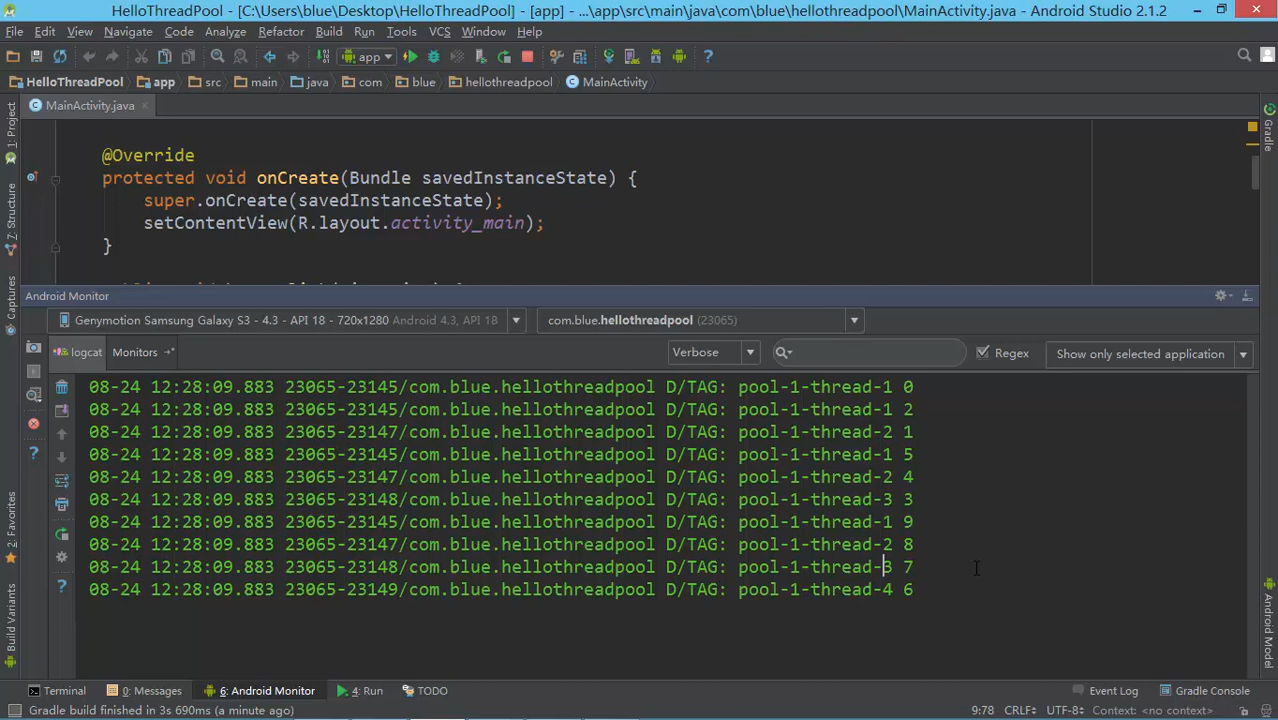 HelloThreadPool - [C:\Users\blue\Desktop\HelloThreadPool] - [app] - ...\app\src\main\java\com\blue\hellothreadpool\MainActivity.java - Android Studio 2.1.2
File Edit View Navigate Code Analyze Refactor Build Run Tools VCS Window Help
app
HelloThreadPool app src main java com blue hellothreadpool MainActivity
MainActivity.java
1: Project
7: Structure
Captures
2: Favorites
Build Variants
Gradle
Android Model
@Override
protected void onCreate(Bundle savedInstanceState) {
super.onCreate(savedInstanceState);
setContentView(R.layout.activity_main);
}
Android Monitor
Genymotion Samsung Galaxy S3 - 4.3 - API 18 - 720x1280 Android 4.3, API 18 com.blue.hellothreadpool (23065)
logcat Monitors Verbose Regex Show only selected application
08-24 12:28:09.883 23065-23145/com.blue.hellothreadpool D/TAG: pool-1-thread-1 0
08-24 12:28:09.883 23065-23145/com.blue.hellothreadpool D/TAG: pool-1-thread-1 2
08-24 12:28:09.883 23065-23147/com.blue.hellothreadpool D/TAG: pool-1-thread-2 1
08-24 12:28:09.883 23065-23145/com.blue.hellothreadpool D/TAG: pool-1-thread-1 5
08-24 12:28:09.883 23065-23147/com.blue.hellothreadpool D/TAG: pool-1-thread-2 4
08-24 12:28:09.883 23065-23148/com.blue.hellothreadpool D/TAG: pool-1-thread-3 3
08-24 12:28:09.883 23065-23145/com.blue.hellothreadpool D/TAG: pool-1-thread-1 9
08-24 12:28:09.883 23065-23147/com.blue.hellothreadpool D/TAG: pool-1-thread-2 8
08-24 12:28:09.883 23065-23148/com.blue.hellothreadpool D/TAG: pool-1-thread-3 7
08-24 12:28:09.883 23065-23149/com.blue.hellothreadpool D/TAG: pool-1-thread-4 6
Terminal 0: Messages 6: Android Monitor 4: Run TODO Event Log Gradle Console
Gradle build finished in 3s 690ms (a minute ago) 9:78 CRLF UTF-8 Context: <no context>